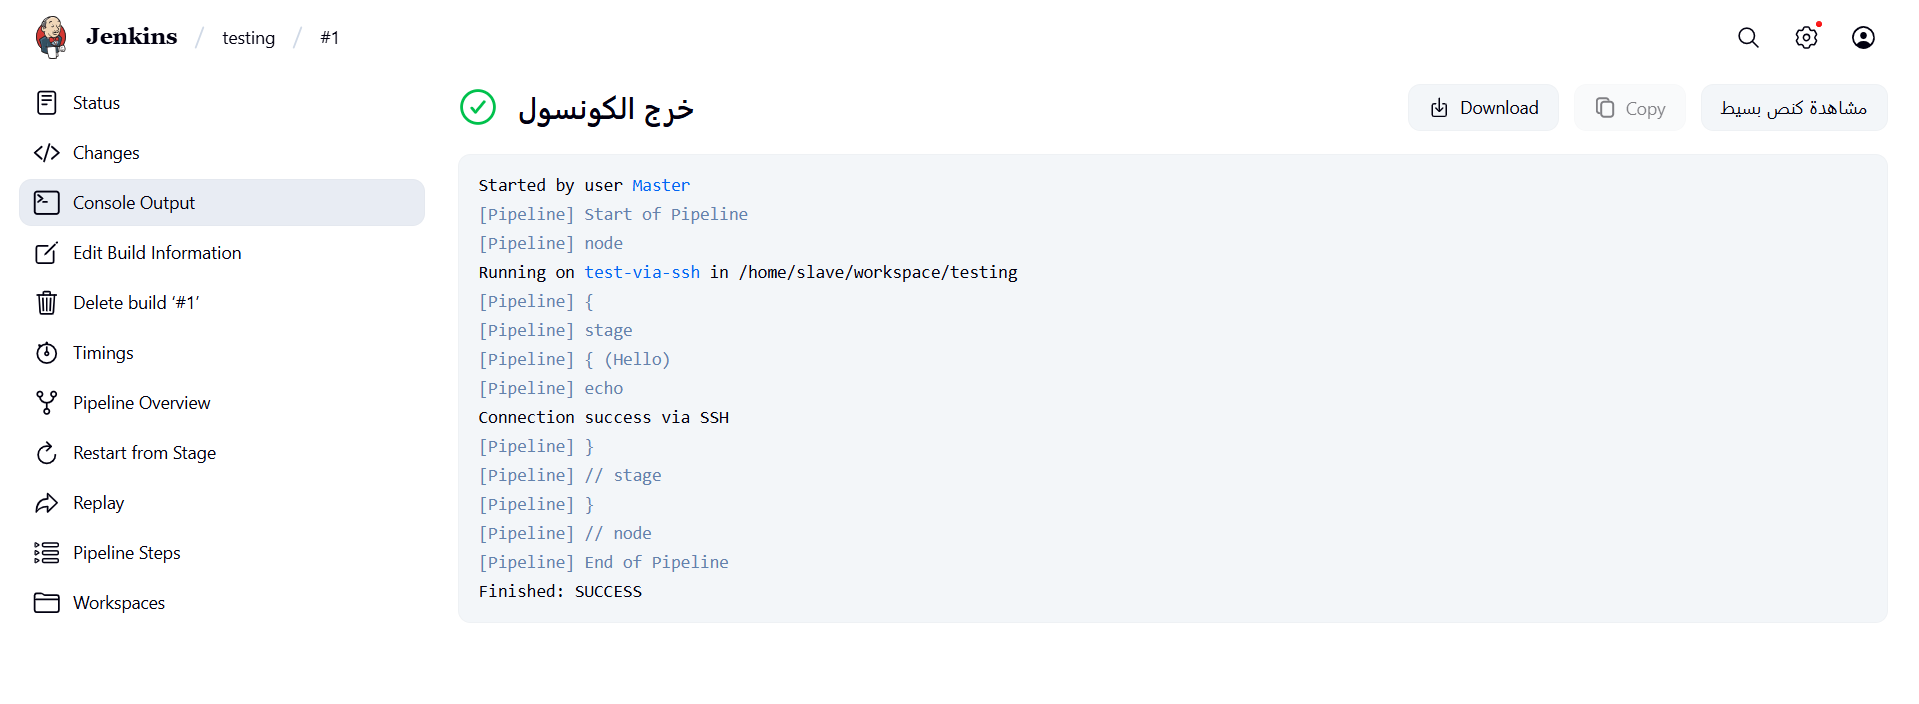 Jenkins / testing / #1
Status
Changes
Console Output
Edit Build Information
Delete build ‘#1’
Timings
Pipeline Overview
Restart from Stage
Replay
Pipeline Steps
Workspaces
خرج الكونسول
Download
Copy
مشاهدة كنص بسيط
Started by user Master
[Pipeline] Start of Pipeline
[Pipeline] node
Running on test-via-ssh in /home/slave/workspace/testing
[Pipeline] {
[Pipeline] stage
[Pipeline] { (Hello)
[Pipeline] echo
Connection success via SSH
[Pipeline] }
[Pipeline] // stage
[Pipeline] }
[Pipeline] // node
[Pipeline] End of Pipeline
Finished: SUCCESS